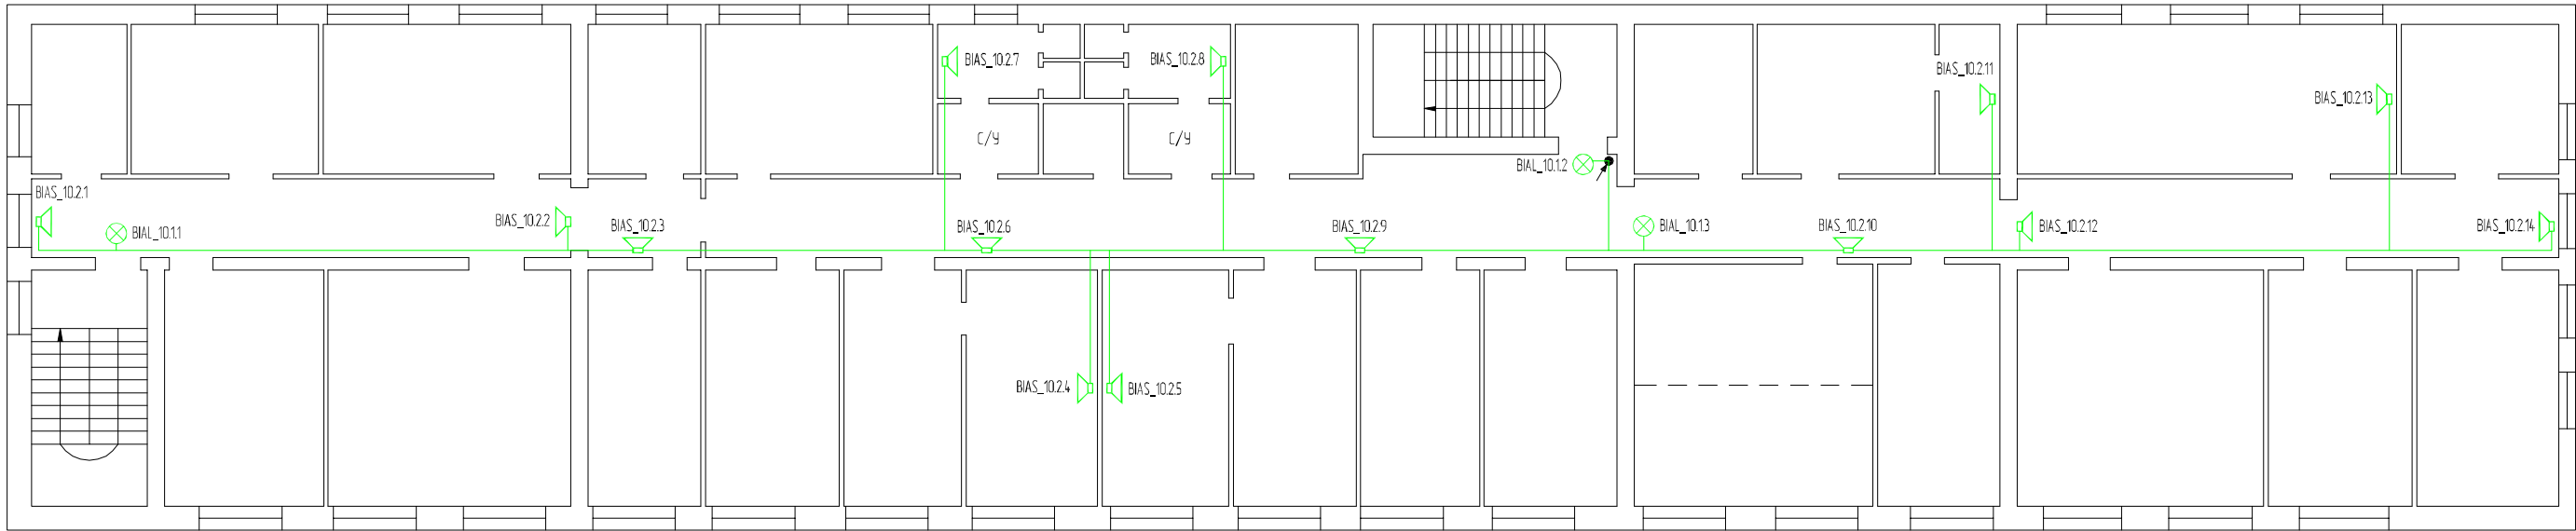 BIAS_10.2.7
BIAS_10.2.8
BIAS_10.2.11
BIAS_10.2.13
С/У
С/У
BIAL_10.1.2
BIAS_10.2.1
BIAL_10.1.1
BIAS_10.2.2
BIAS_10.2.3
BIAS_10.2.6
BIAS_10.2.9
BIAL_10.13
BIAS_10.2.10
BIAS_10.2.12
BIAS_10.2.14
BIAS_10.2.4
BIAS_10.2.5